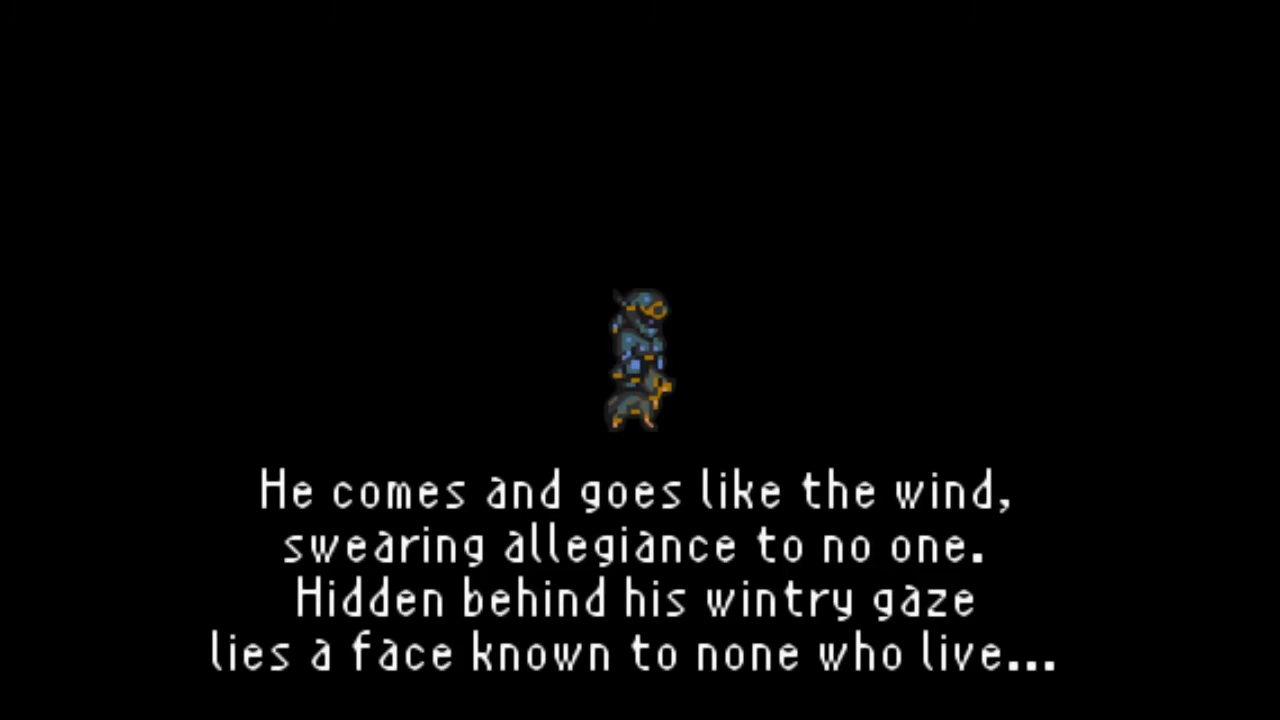 He comes and goes like the wind,
swearing allegiance to no one.
Hidden behind his wintry gaze
lies a face known to none who live...